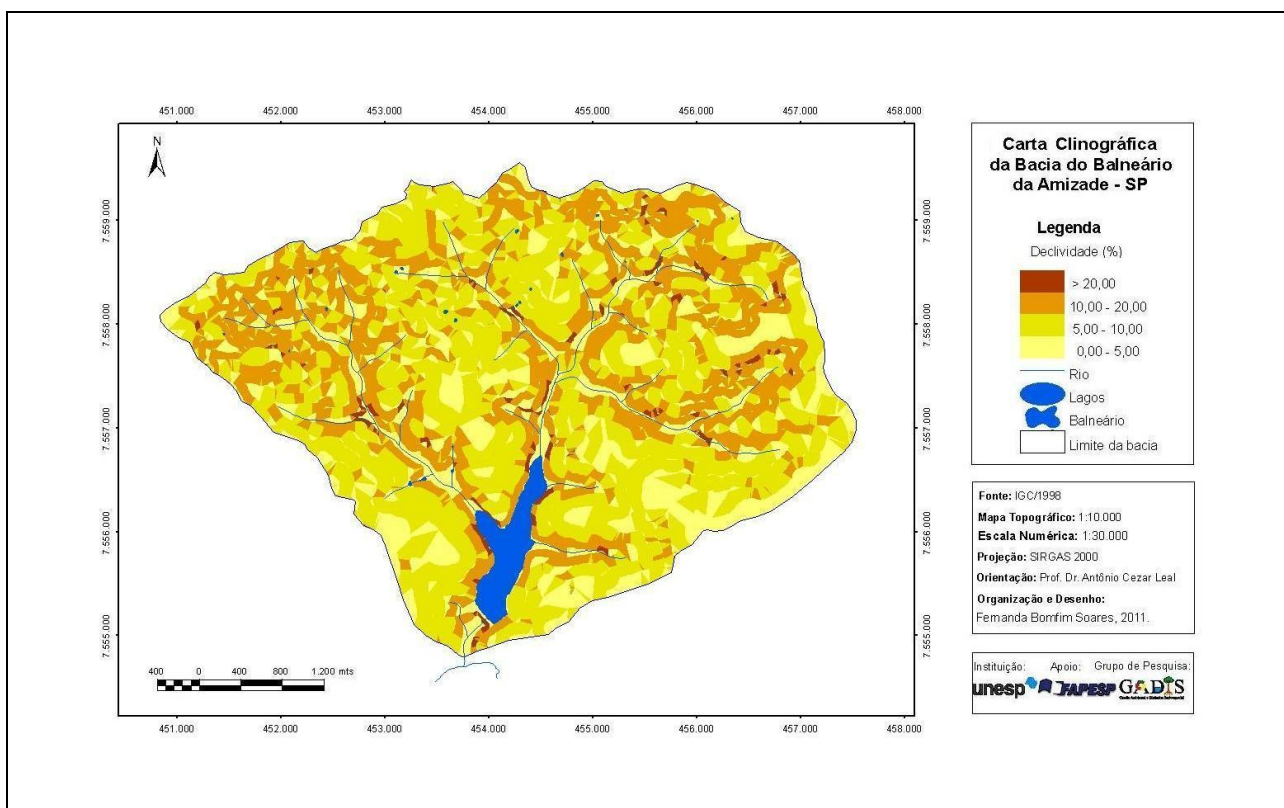 451.000 452.000 453.000 454.000 455.000 456.000 457.000 458.000
N
7.559.000 7.559.000
7.558.000 7.558.000
7.557.000 7.557.000
7.556.000 7.556.000
7.555.000 7.555.000
400 0 400 800 1.200 mts
451.000 452.000 453.000 454.000 455.000 456.000 457.000 458.000
Carta Clinográfica
da Bacia do Balneário
da Amizade - SP
Legenda
Declividade (%)
> 20,00
10,00 - 20,00
5,00 - 10,00
0,00 - 5,00
Rio
Lagos
Balneário
Limite da bacia
Fonte: IGC/1998
Mapa Topográfico: 1:10.000
Escala Numérica: 1:30.000
Projeção: SIRGAS 2000
Orientação: Prof. Dr. Antônio Cezar Leal
Organização e Desenho:
Fernanda Bomfim Soares, 2011.
Instituição: Apoio: Grupo de Pesquisa:
unesp FAPESP GADIS